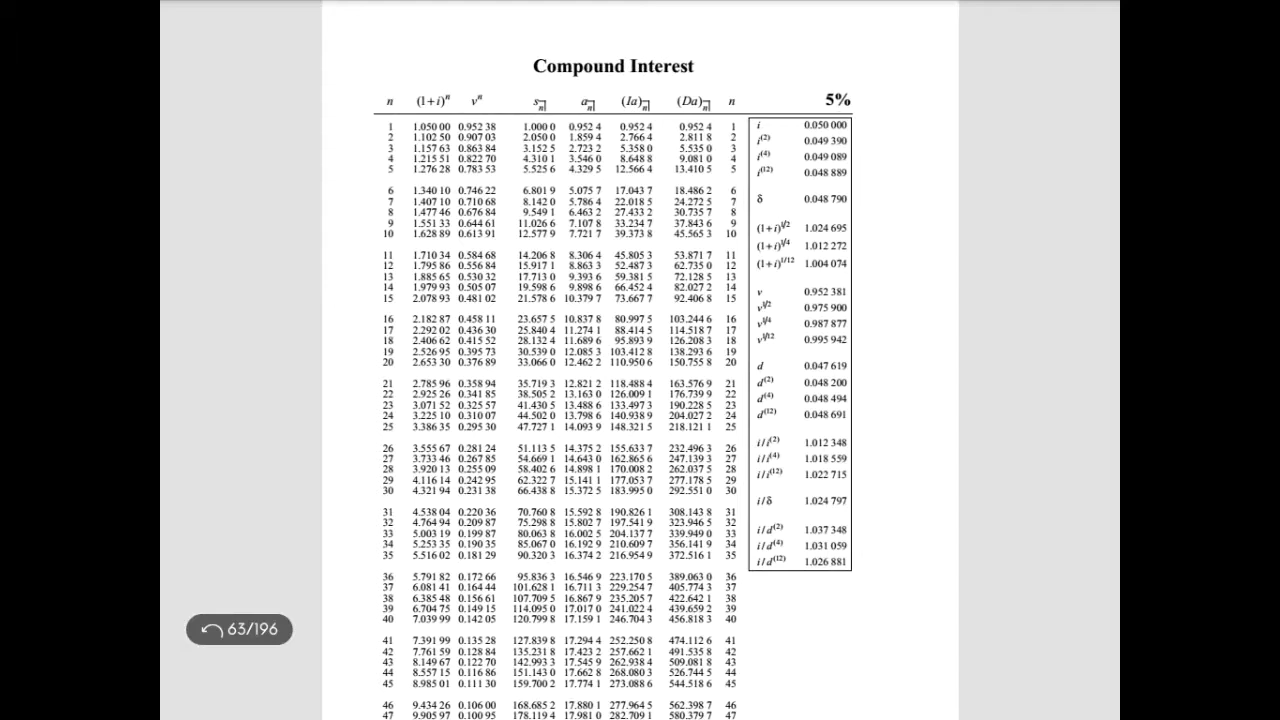 Compound Interest
n (1+i)ⁿ vⁿ s_n¬ a_n¬ (Ia)_n¬ (Da)_n¬ n 5%
1 1.050 00 0.952 38 1.000 0 0.952 4 0.952 4 0.952 4 1
2 1.102 50 0.907 03 2.050 0 1.859 4 2.766 4 2.811 8 2
3 1.157 63 0.863 84 3.152 5 2.723 2 5.358 0 5.535 0 3
4 1.215 51 0.822 70 4.310 1 3.546 0 8.648 8 9.081 0 4
5 1.276 28 0.783 53 5.525 6 4.329 5 12.566 4 13.410 5 5
6 1.340 10 0.746 22 6.801 9 5.075 7 17.043 7 18.486 2 6
7 1.407 10 0.710 68 8.142 0 5.786 4 22.018 5 24.272 5 7
8 1.477 46 0.676 84 9.549 1 6.463 2 27.433 2 30.735 7 8
9 1.551 33 0.644 61 11.026 6 7.107 8 33.234 7 37.843 6 9
10 1.628 89 0.613 91 12.577 9 7.721 7 39.373 8 45.565 3 10
11 1.710 34 0.584 68 14.206 8 8.306 4 45.805 3 53.871 7 11
12 1.795 86 0.556 84 15.917 1 8.863 3 52.487 3 62.735 0 12
13 1.885 65 0.530 32 17.713 0 9.393 6 59.381 5 72.128 5 13
14 1.979 93 0.505 07 19.598 6 9.898 6 66.452 4 82.027 2 14
15 2.078 93 0.481 02 21.578 6 10.379 7 73.667 7 92.406 8 15
16 2.182 87 0.458 11 23.657 5 10.837 8 80.997 5 103.244 6 16
17 2.292 02 0.436 30 25.840 4 11.274 1 88.414 5 114.518 7 17
18 2.406 62 0.415 52 28.132 4 11.689 6 95.893 9 126.208 3 18
19 2.526 95 0.395 73 30.539 0 12.085 3 103.412 8 138.293 6 19
20 2.653 30 0.376 89 33.066 0 12.462 2 110.950 6 150.755 8 20
21 2.785 96 0.358 94 35.719 3 12.821 2 118.488 4 163.576 9 21
22 2.925 26 0.341 85 38.505 2 13.163 0 126.009 1 176.739 9 22
23 3.071 52 0.325 57 41.430 5 13.488 6 133.497 3 190.228 5 23
24 3.225 10 0.310 07 44.502 0 13.798 6 140.938 9 204.027 2 24
25 3.386 35 0.295 30 47.727 1 14.093 9 148.321 5 218.121 1 25
26 3.555 67 0.281 24 51.113 5 14.375 2 155.633 7 232.496 3 26
27 3.733 46 0.267 85 54.669 1 14.643 0 162.865 6 247.139 3 27
28 3.920 13 0.255 09 58.402 6 14.898 1 170.008 2 262.037 5 28
29 4.116 14 0.242 95 62.322 7 15.141 1 177.053 7 277.178 5 29
30 4.321 94 0.231 38 66.438 8 15.372 5 183.995 0 292.551 0 30
31 4.538 04 0.220 36 70.760 8 15.592 8 190.826 1 308.143 8 31
32 4.764 94 0.209 87 75.298 8 15.802 7 197.541 9 323.946 5 32
33 5.003 19 0.199 87 80.063 8 16.002 5 204.137 7 339.949 0 33
34 5.253 35 0.190 35 85.067 0 16.192 9 210.609 7 356.141 9 34
35 5.516 02 0.181 29 90.320 3 16.374 2 216.954 9 372.516 1 35
36 5.791 82 0.172 66 95.836 3 16.546 9 223.170 5 389.063 0 36
37 6.081 41 0.164 44 101.628 1 16.711 3 229.254 7 405.774 3 37
38 6.385 48 0.156 61 107.709 5 16.867 9 235.205 7 422.642 1 38
39 6.704 75 0.149 15 114.095 0 17.017 0 241.022 4 439.659 2 39
40 7.039 99 0.142 05 120.799 8 17.159 1 246.704 3 456.818 3 40
41 7.391 99 0.135 28 127.839 8 17.294 4 252.250 8 474.112 6 41
42 7.761 59 0.128 84 135.231 8 17.423 2 257.662 1 491.535 8 42
43 8.149 67 0.122 70 142.993 3 17.545 9 262.938 4 509.081 8 43
44 8.557 15 0.116 86 151.143 0 17.662 8 268.080 3 526.744 5 44
45 8.985 01 0.111 30 159.700 2 17.774 1 273.088 6 544.518 6 45
46 9.434 26 0.106 00 168.685 2 17.880 1 277.964 5 562.398 7 46
47 9.905 97 0.100 95 178.119 4 17.981 0 282.709 1 580.379 7 47
i 0.050 000
i⁽²⁾ 0.049 390
i⁽⁴⁾ 0.049 089
i⁽¹²⁾ 0.048 889
δ 0.048 790
(1+i)^1/2 1.024 695
(1+i)^1/4 1.012 272
(1+i)^1/12 1.004 074
v 0.952 381
v^1/2 0.975 900
v^1/4 0.987 877
v^1/12 0.995 942
d 0.047 619
d⁽²⁾ 0.048 200
d⁽⁴⁾ 0.048 494
d⁽¹²⁾ 0.048 691
i/i⁽²⁾ 1.012 348
i/i⁽⁴⁾ 1.018 559
i/i⁽¹²⁾ 1.022 715
i/δ 1.024 797
i/d⁽²⁾ 1.037 348
i/d⁽⁴⁾ 1.031 059
i/d⁽¹²⁾ 1.026 881
63/196